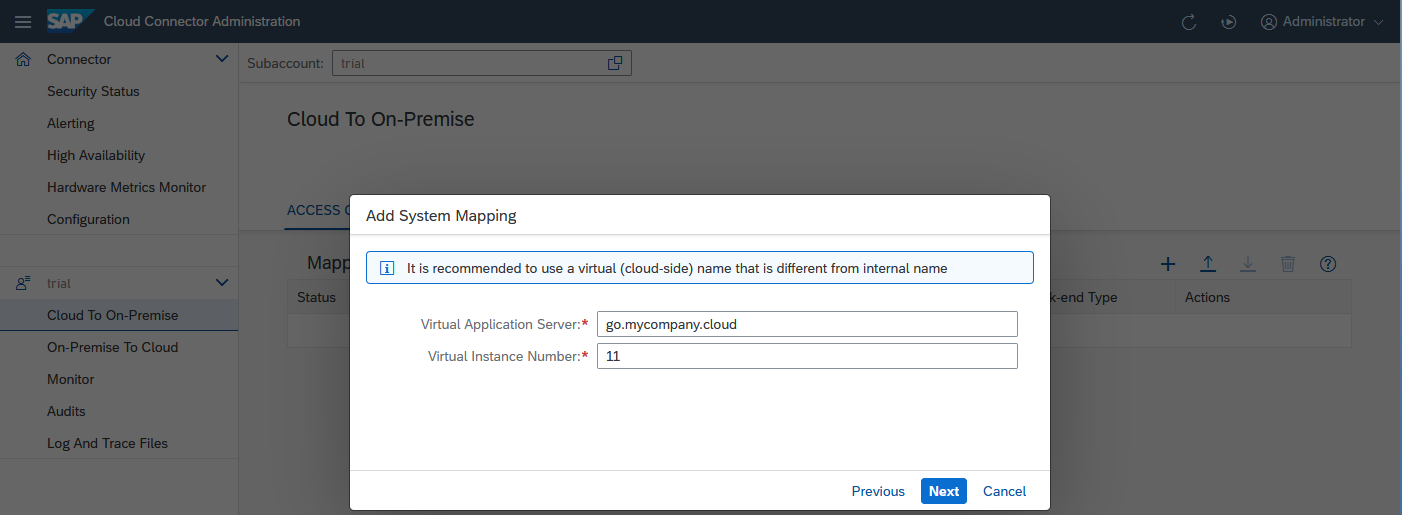 SAP Cloud Connector Administration
Administrator
Connector
Security Status
Alerting
High Availability
Hardware Metrics Monitor
Configuration
trial
Cloud To On-Premise
On-Premise To Cloud
Monitor
Audits
Log And Trace Files
Subaccount: trial
Cloud To On-Premise
ACCESS
Mapp
Status
k-end Type
Actions
Add System Mapping
It is recommended to use a virtual (cloud-side) name that is different from internal name
Virtual Application Server:* go.mycompany.cloud
Virtual Instance Number:* 11
Previous Next Cancel